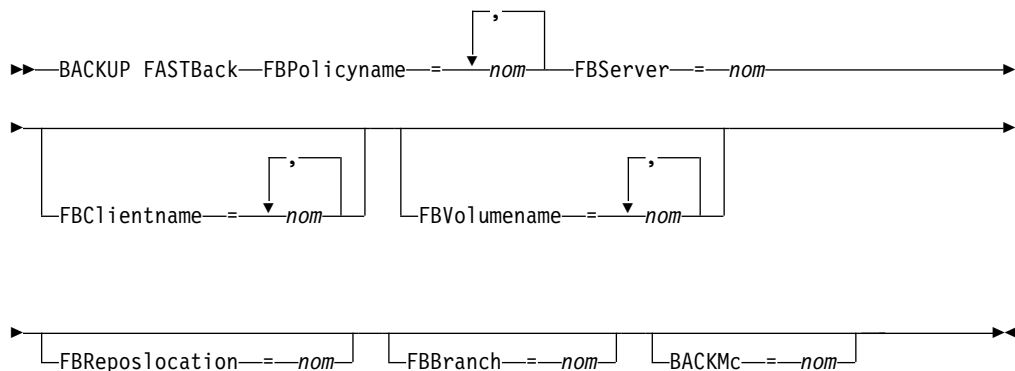 ,
BACKUP FASTBack FBPolicyname = nom FBServer = nom
, ,
FBClientname = nom FBVolumename = nom
FBReposlocation = nom FBBranch = nom BACKMc = nom